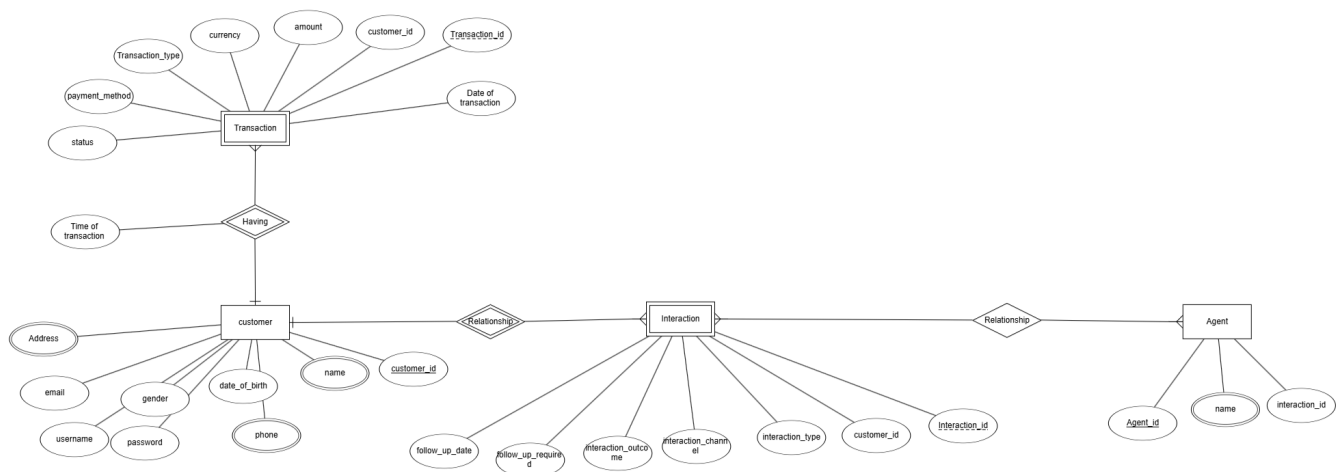 amount
currency
customer_id
Transaction_id
Transaction_type
payment_method
Date of
transaction
Transaction
status
Having
Time of
transaction
customer
Relationship
Interaction
Relationship
Agent
Address
name
customer_id
email
gender
date_of_birth
username
password
phone
follow_up_date
follow_up_require
d
interaction_outco
me
interaction_chann
el
interaction_type
customer_id
Interaction_id
Agent_id
name
interaction_id